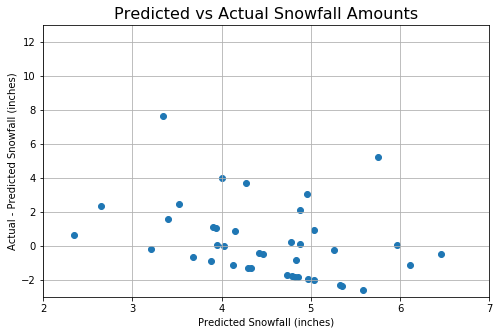 Predicted vs Actual Snowfall Amounts
12
10
8
6
4
2
0
−2
Actual - Predicted Snowfall (inches)
2 3 4 5 6 7
Predicted Snowfall (inches)